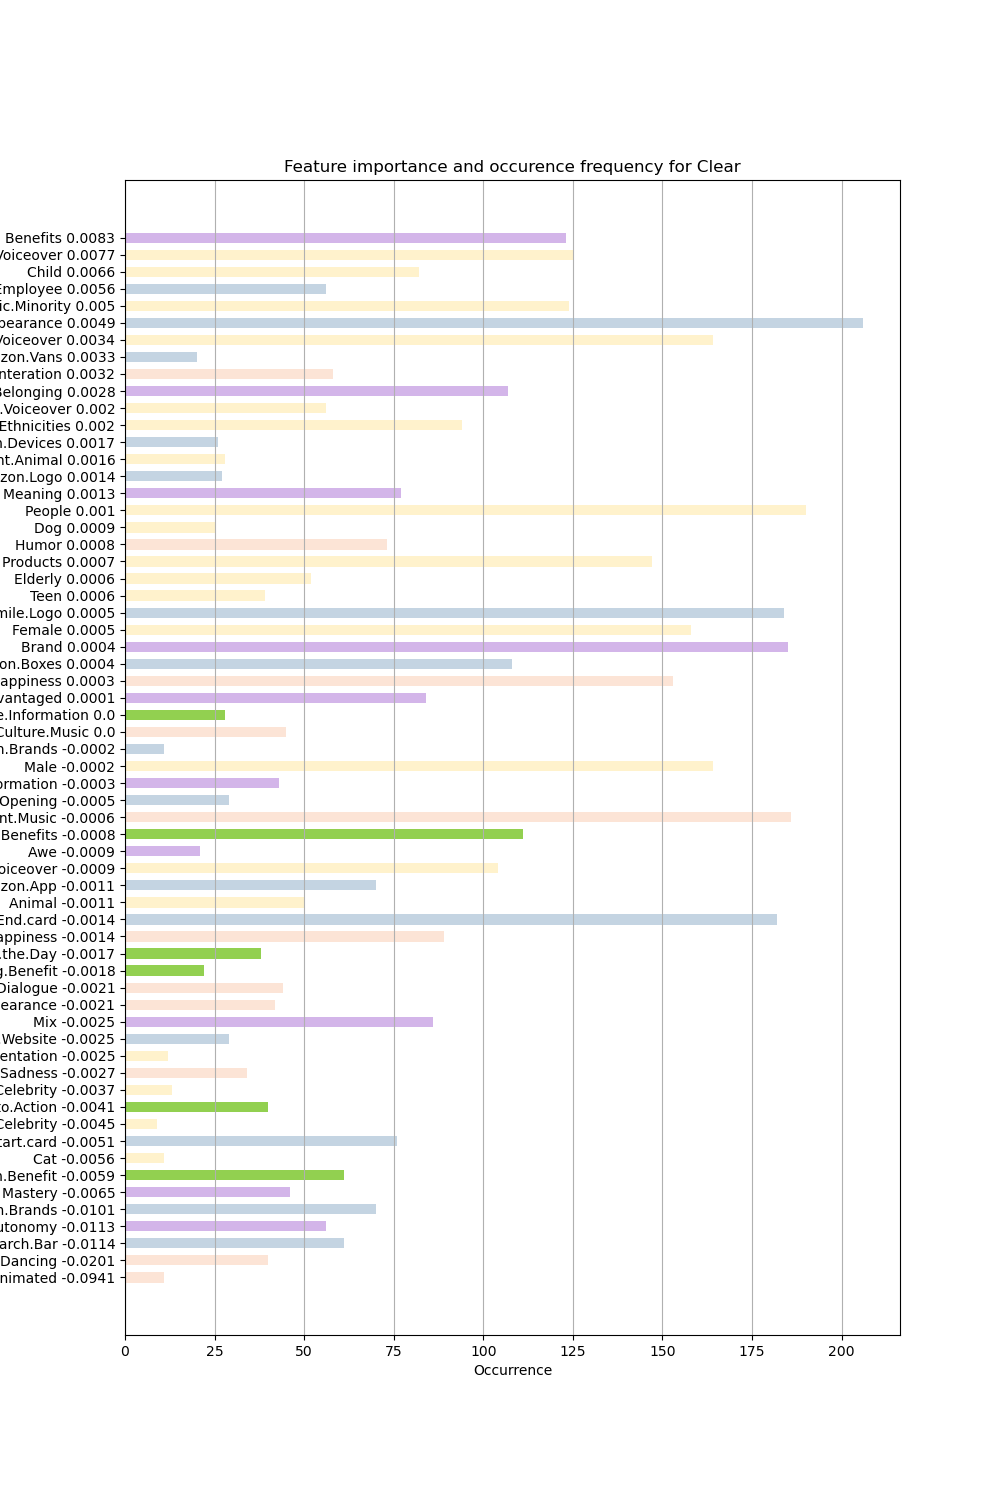 Feature importance and occurence frequency for Clear
Benefits 0.0083
Voiceover 0.0077
Child 0.0066
Employee 0.0056
ic.Minority 0.005
pearance 0.0049
Voiceover 0.0034
zon.Vans 0.0033
nteration 0.0032
Belonging 0.0028
.Voiceover 0.002
Ethnicities 0.002
n.Devices 0.0017
nt.Animal 0.0016
zon.Logo 0.0014
Meaning 0.0013
People 0.001
Dog 0.0009
Humor 0.0008
Products 0.0007
Elderly 0.0006
Teen 0.0006
mile.Logo 0.0005
Female 0.0005
Brand 0.0004
on.Boxes 0.0004
appiness 0.0003
vantaged 0.0001
e.Information 0.0
Culture.Music 0.0
n.Brands -0.0002
Male -0.0002
ormation -0.0003
Opening -0.0005
nt.Music -0.0006
Benefits -0.0008
Awe -0.0009
oiceover -0.0009
zon.App -0.0011
Animal -0.0011
End.card -0.0014
appiness -0.0014
.the.Day -0.0017
g.Benefit -0.0018
Dialogue -0.0021
earance -0.0021
Mix -0.0025
.Website -0.0025
entation -0.0025
Sadness -0.0027
Celebrity -0.0037
to.Action -0.0041
Celebrity -0.0045
tart.card -0.0051
Cat -0.0056
n.Benefit -0.0059
Mastery -0.0065
n.Brands -0.0101
utonomy -0.0113
arch.Bar -0.0114
Dancing -0.0201
nimated -0.0941
0 25 50 75 100 125 150 175 200
Occurrence